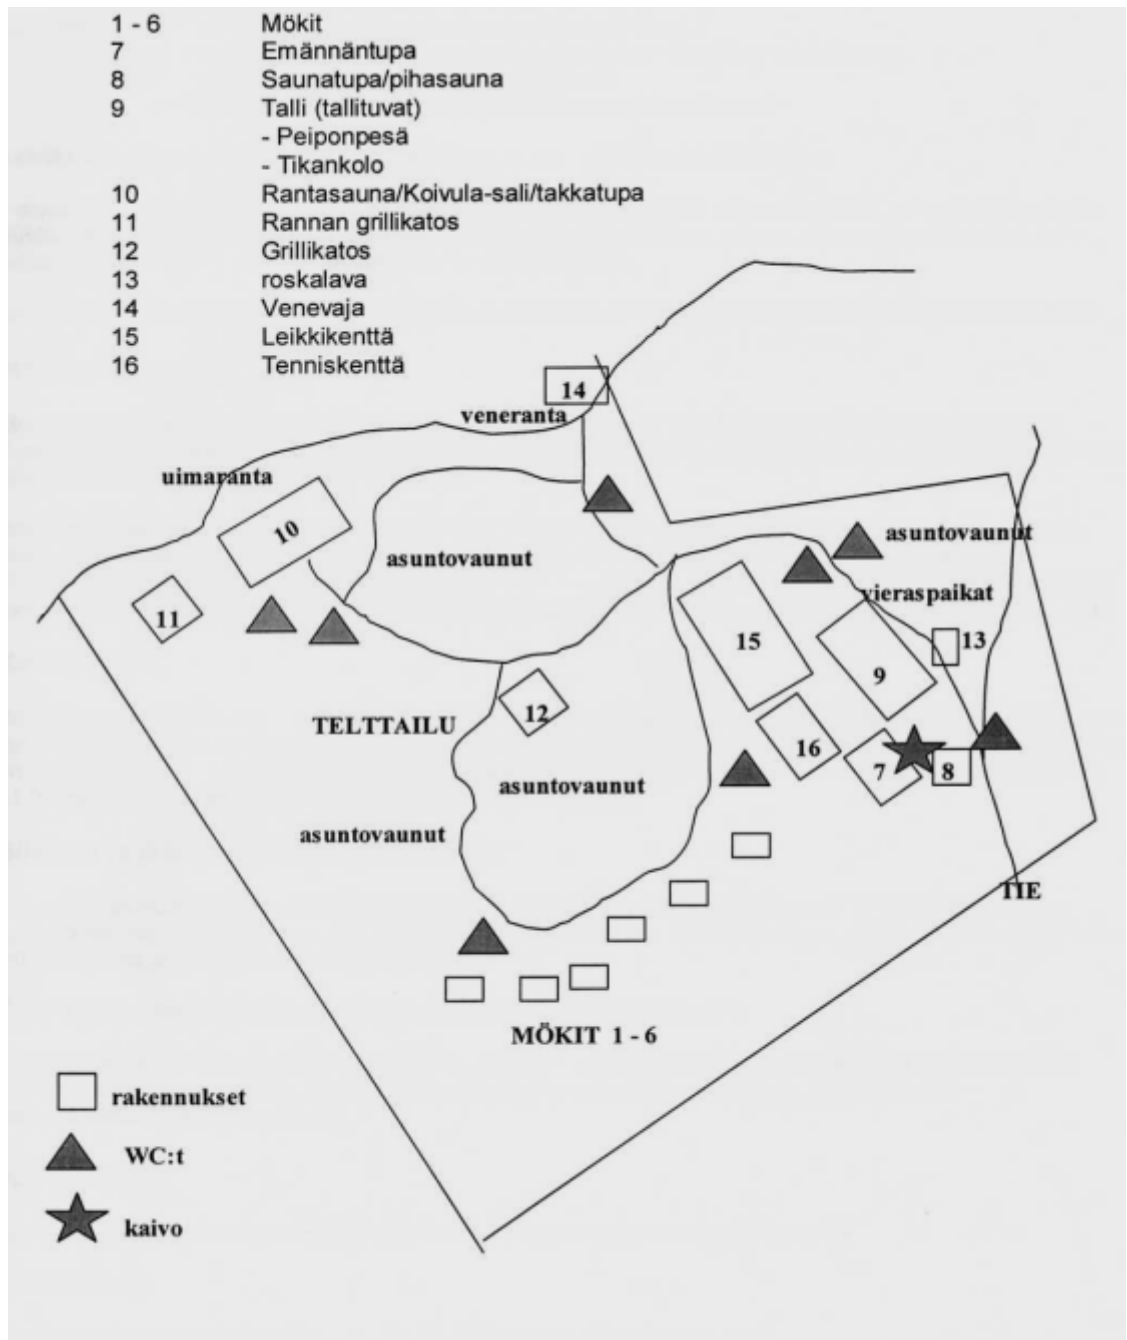 1 - 6 Mökit
7 Emännäntupa
8 Saunatupa/pihasauna
9 Talli (tallituvat)
- Peiponpesä
- Tikankolo
10 Rantasauna/Koivula-sali/takkatupa
11 Rannan grillikatos
12 Grillikatos
13 roskalava
14 Venevaja
15 Leikkikenttä
16 Tenniskenttä
14
veneranta
uimaranta
10
asuntovaunut
asuntovaunut
vieraspaikat
11
15
13
9
12
TELTTAILU
16
7
8
asuntovaunut
asuntovaunut
TIE
MÖKIT 1 - 6
rakennukset
WC:t
kaivo